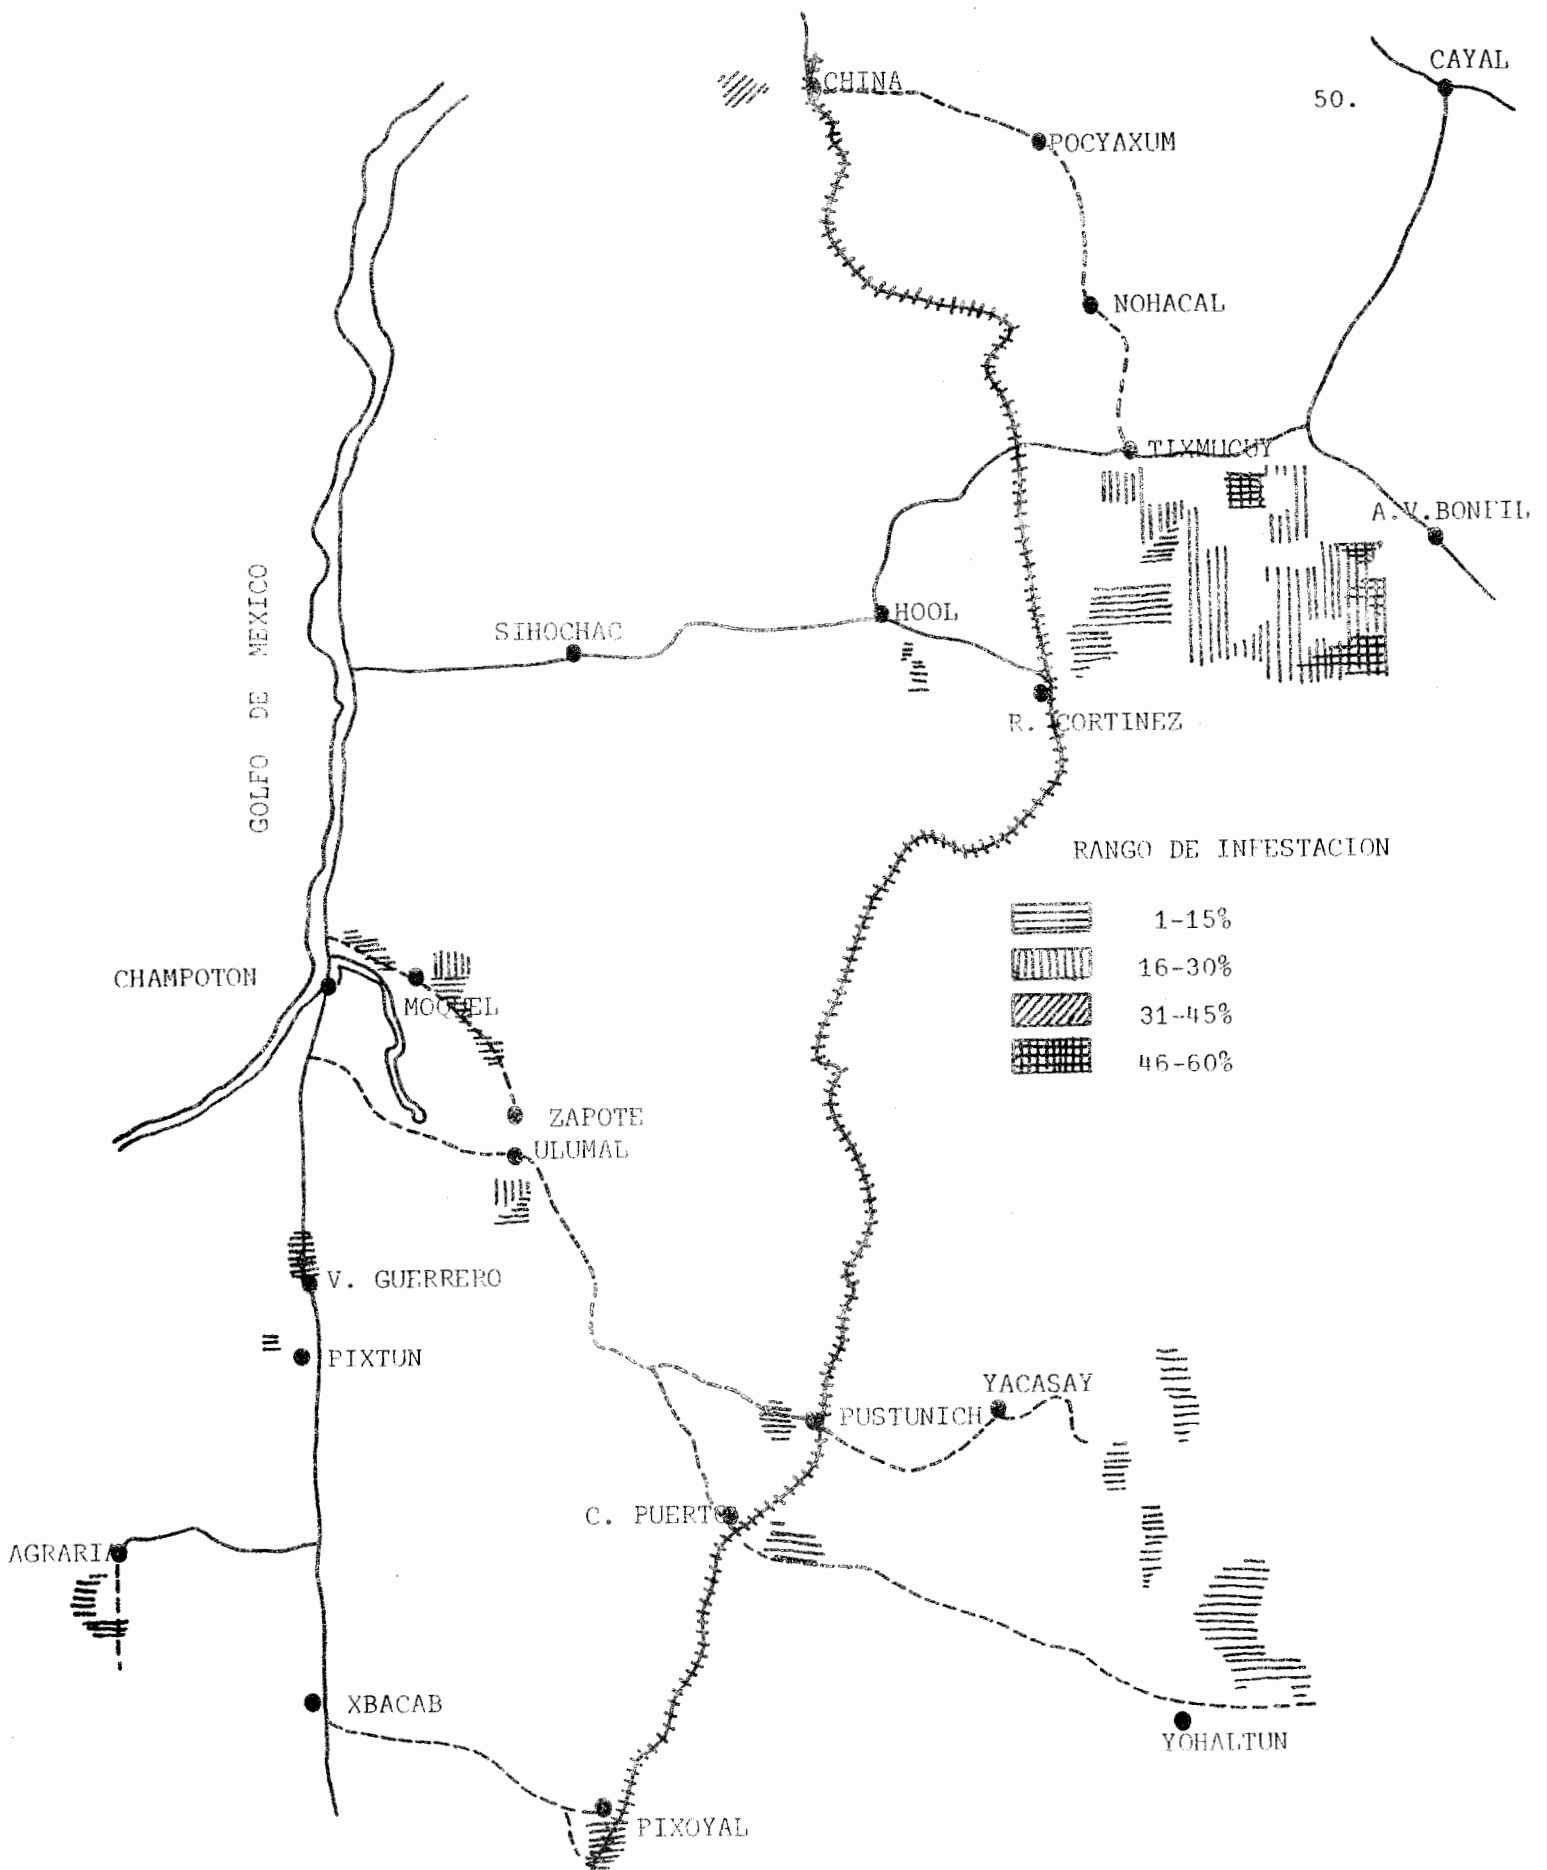 CAYAL
CHINA
50.
POCYAXUM
NOHACAL
TIXMUCUY
A.V.BONFIL
GOLFO DE MEXICO
HOOL
SIHOCHAC
R. CORTINEZ
RANGO DE INFESTACION
1-15%
16-30%
31-45%
46-60%
CHAMPOTON
MOQUEL
ZAPOTE
ULUMAL
V. GUERRERO
PIXTUN
YACASAY
PUSTUNICH
C. PUERTO
AGRARIA
XBACAB
YOHALTUN
PIXOYAL